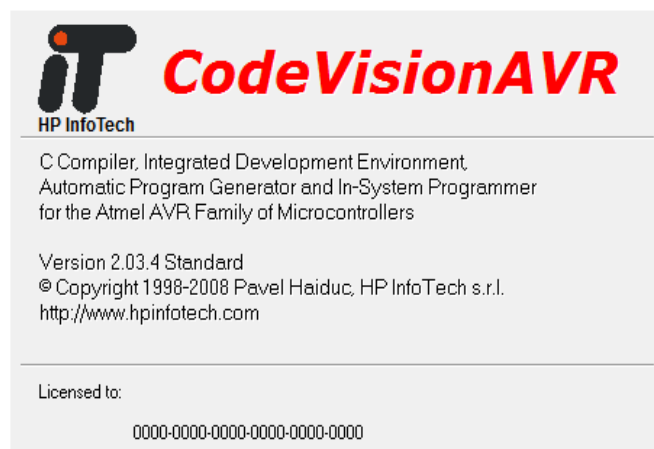 iT
CodeVisionAVR
HP InfoTech
C Compiler, Integrated Development Environment,
Automatic Program Generator and In-System Programmer
for the Atmel AVR Family of Microcontrollers
Version 2.03.4 Standard
© Copyright 1998-2008 Pavel Haiduc, HP InfoTech s.r.l.
http://www.hpinfotech.com
Licensed to:
0000-0000-0000-0000-0000-0000